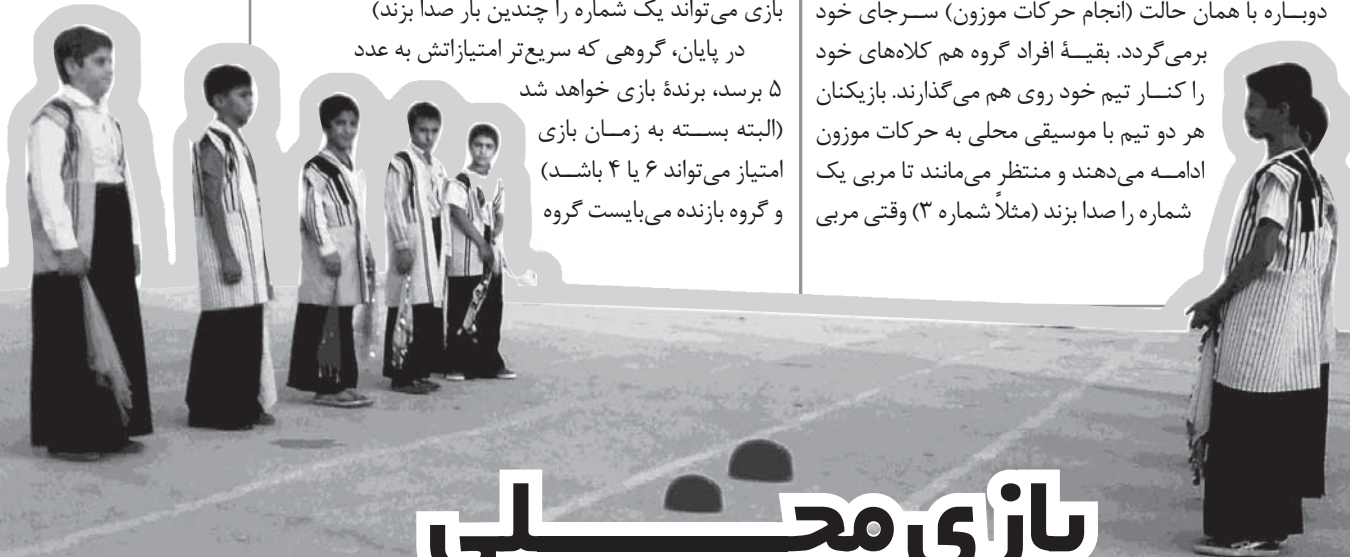 دوباره با همان حالت (انجام حرکات موزون) سرجای خود
برمی‌گردد. بقیهٔ افراد گروه هم کلاه‌های خود
را کنار تیم خود روی هم می‌گذارند. بازیکنان
هر دو تیم با موسیقی محلی به حرکات موزون
ادامه می‌دهند و منتظر می‌مانند تا مربی یک
شماره را صدا بزند (مثلاً شماره ۳) وقتی مربی
بازی می‌تواند یک شماره را چندین بار صدا بزند)
در پایان، گروهی که سریع‌تر امتیازاتش به عدد
۵ برسد، برندهٔ بازی خواهد شد
(البته بسته به زمان بازی
امتیاز می‌تواند ۶ یا ۴ باشد)
و گروه بازنده می‌بایست گروه
بازی محلی